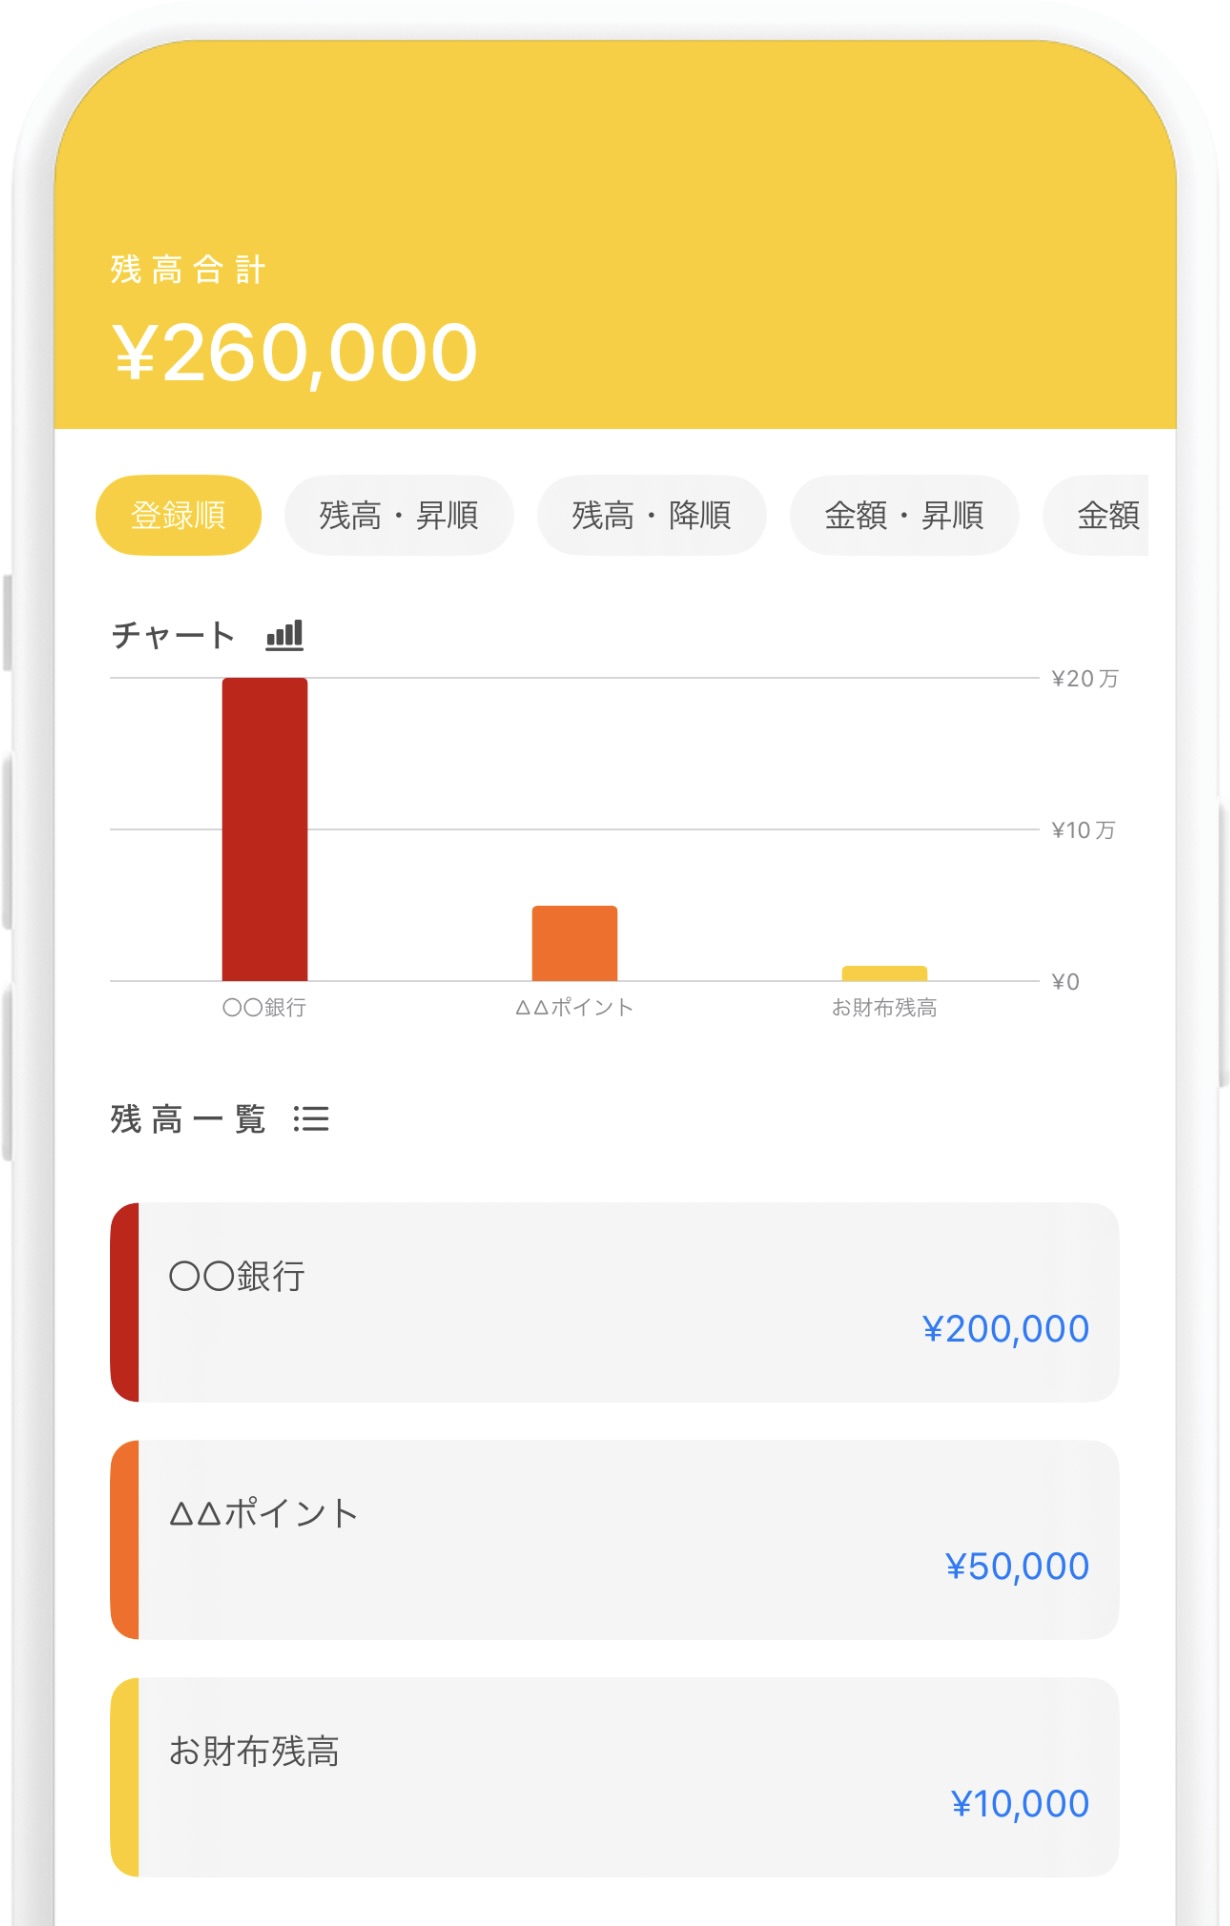 残高合計
¥260,000
登録順 残高・昇順 残高・降順 金額・昇順 金額
チャート
¥20万
¥10万
¥0
〇〇銀行 △△ポイント お財布残高
残高一覧
〇〇銀行
¥200,000
△△ポイント
¥50,000
お財布残高
¥10,000